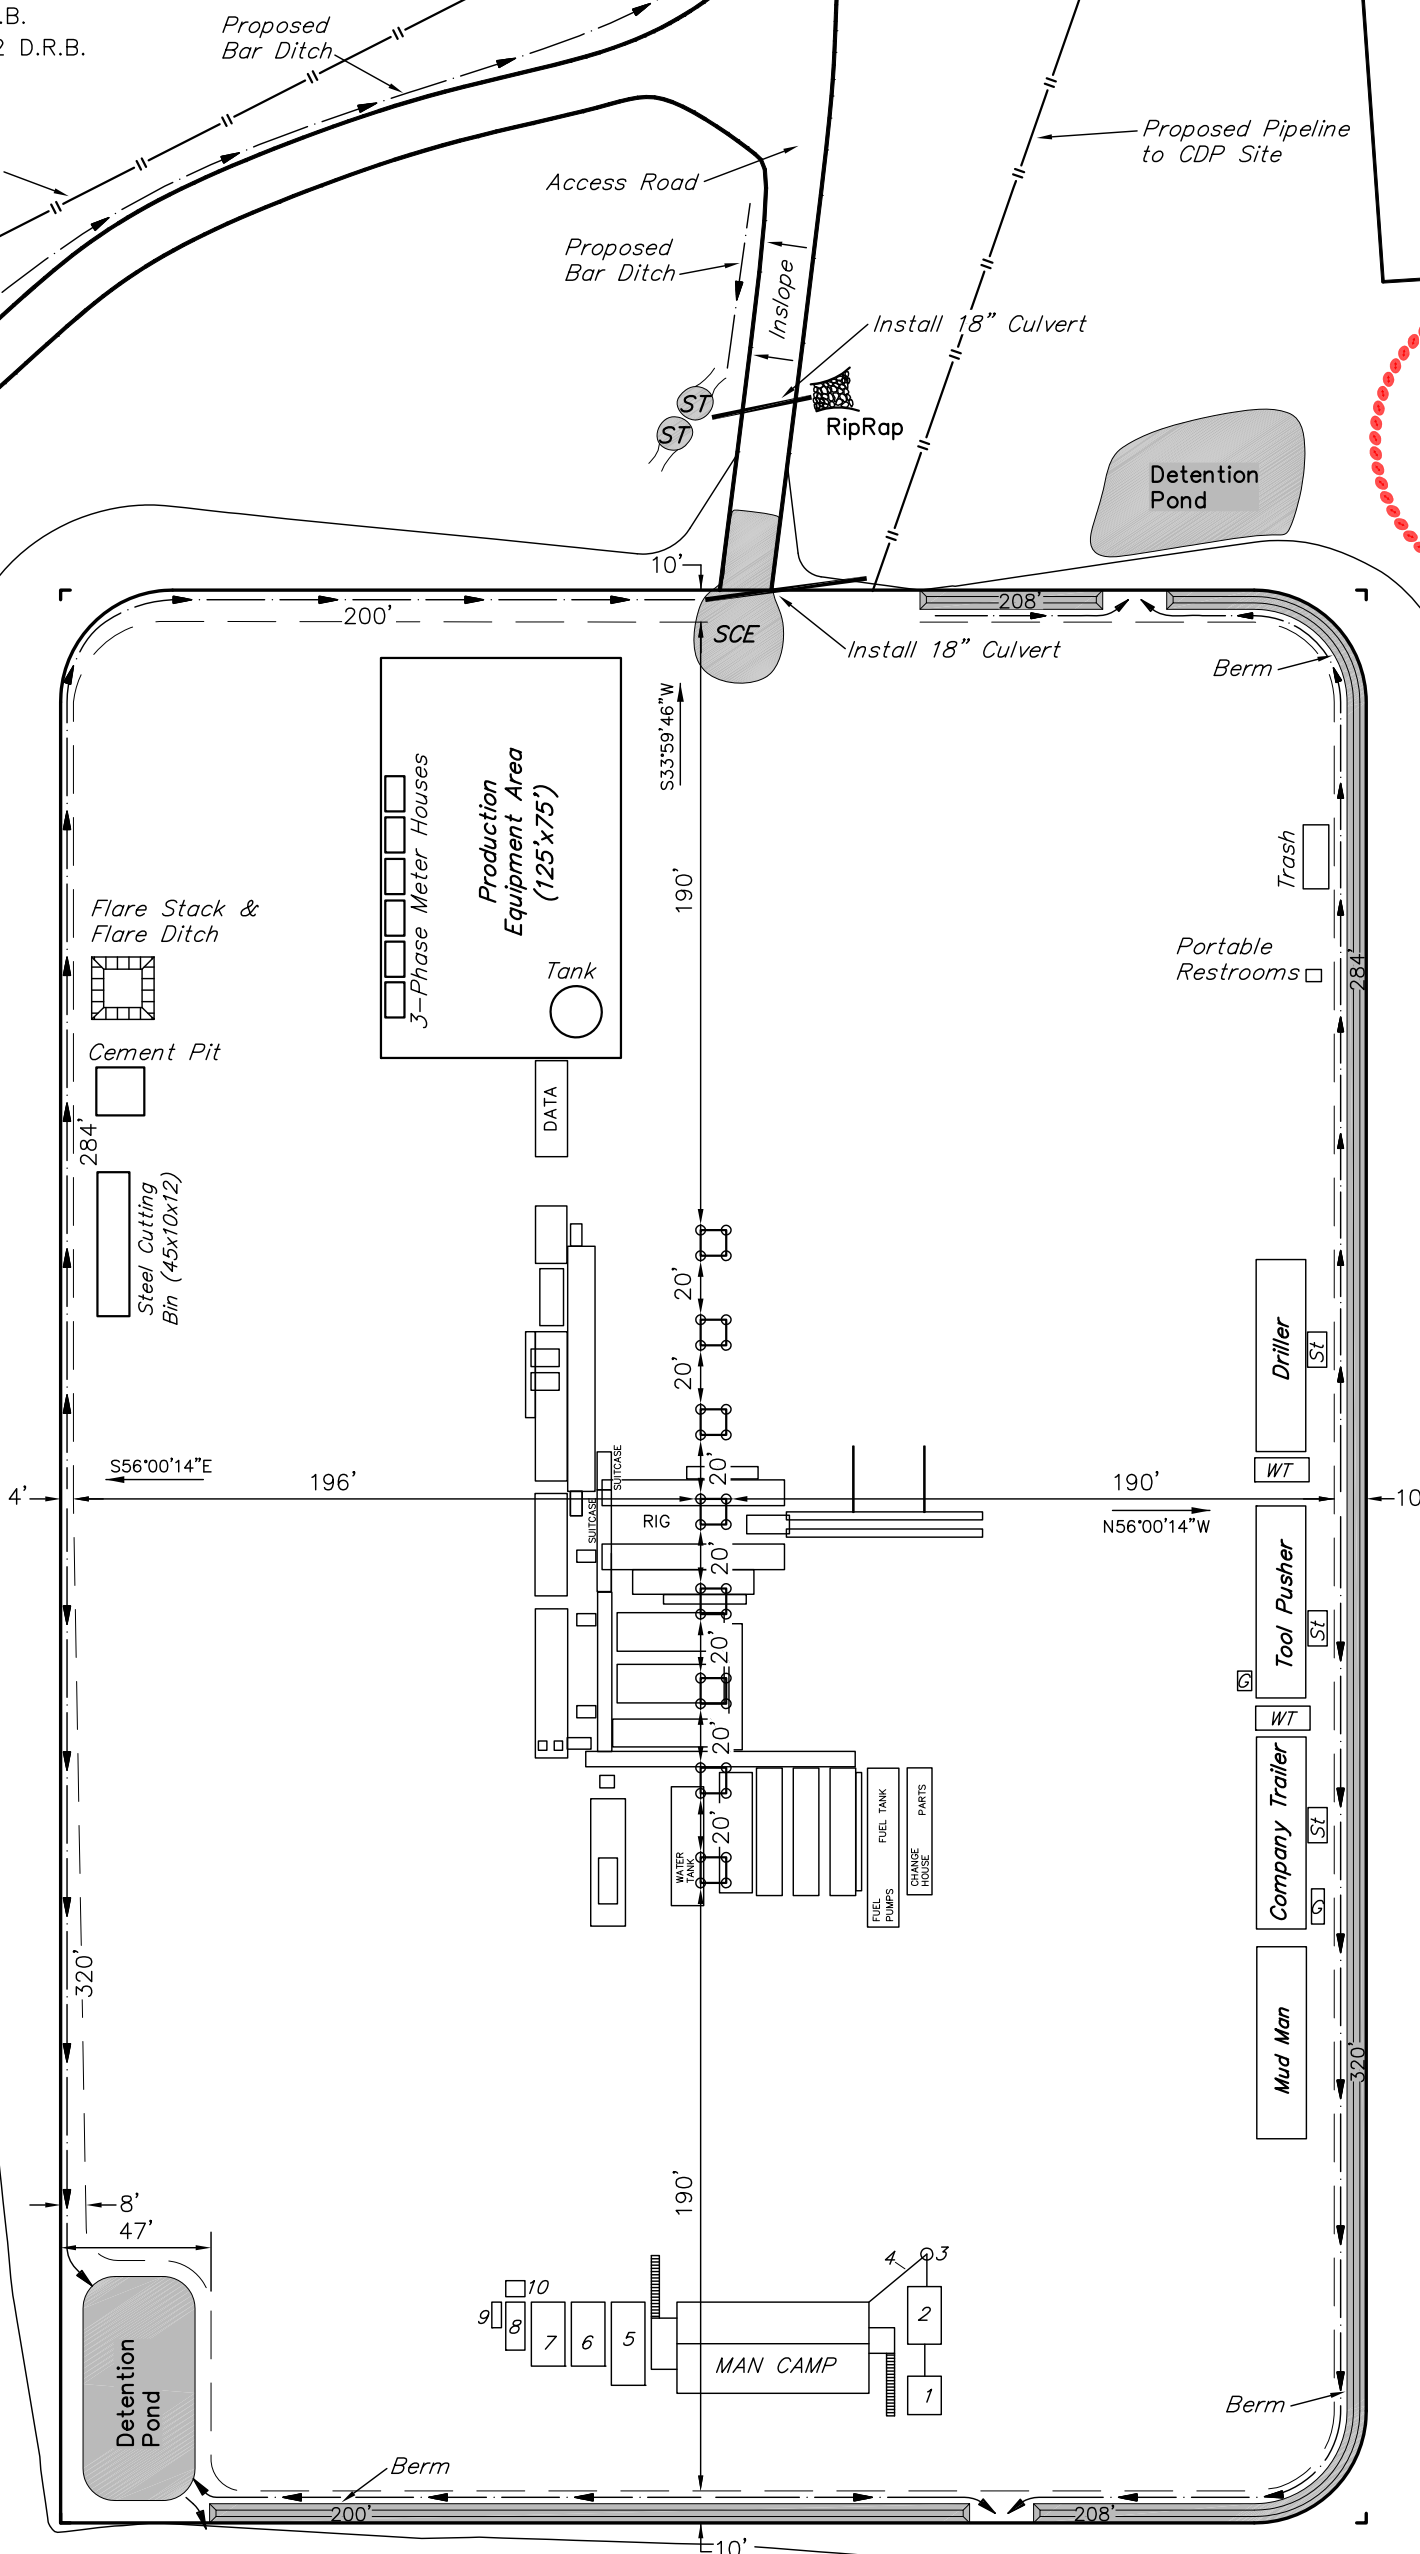 .B.
2 D.R.B.
Proposed
Bar Ditch
Proposed Pipeline
to CDP Site
Access Road
Proposed
Bar Ditch
Inslope
Install 18" Culvert
ST
ST
RipRap
Detention
Pond
10'
200'
208'
SCE
Install 18" Culvert
Berm
S33°59'46"W
190'
Production
Equipment Area
(125'x75')
3-Phase Meter Houses
Tank
Trash
Flare Stack &
Flare Ditch
Portable
Restrooms
284'
Cement Pit
284'
DATA
Steel Cutting
Bin (45x10x12)
20'
20'
Driller
St
S56°00'14"E
SUITCASE
20'
WT
4'
196'
190'
10
SUITCASE
RIG
N56°00'14"W
20'
Tool Pusher
St
20'
G
WT
20'
Company Trailer
St
20'
WATER
TANK
FUEL TANK
FUEL
PUMPS
PARTS
CHANGE
HOUSE
G
320'
Mud Man
320'
190'
8'
47'
4
3
10
9
8
7
6
5
2
MAN CAMP
1
Detention
Pond
Berm
Berm
200'
208'
10'